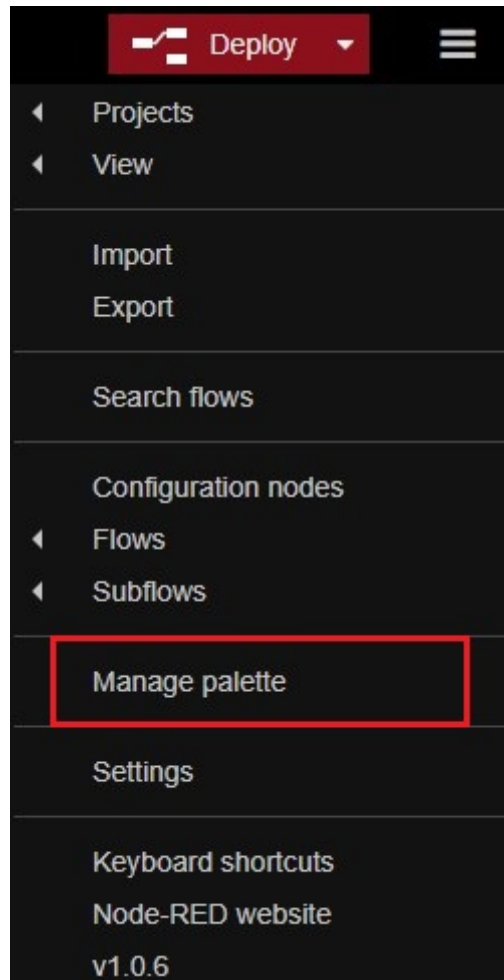 Deploy
Projects
View
Import
Export
Search flows
Configuration nodes
Flows
Subflows
Manage palette
Settings
Keyboard shortcuts
Node-RED website
v1.0.6